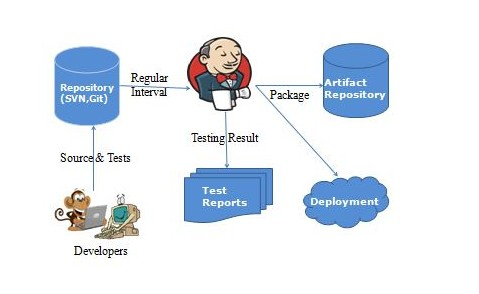 Repository
(SVN,Git)
Regular
Interval
Artifact
Repository
Package
Testing Result
Source & Tests
Test
Reports
Deployment
Developers